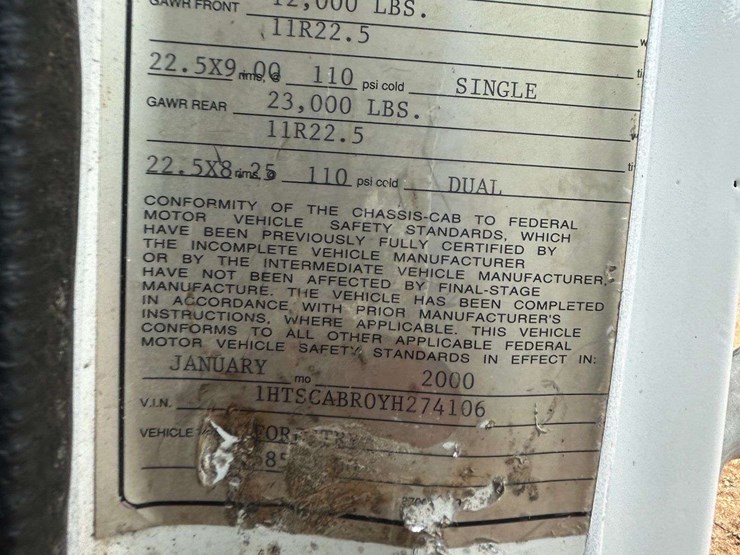 GAWR FRONT 12,000 LBS.
11R22.5
22.5X9.00 rims, @ 110 psi cold SINGLE
GAWR REAR 23,000 LBS.
11R22.5
22.5X8.25 rims, @ 110 psi cold DUAL
CONFORMITY OF THE CHASSIS-CAB TO FEDERAL
MOTOR VEHICLE SAFETY STANDARDS, WHICH
HAVE BEEN PREVIOUSLY FULLY CERTIFIED BY
THE INCOMPLETE VEHICLE MANUFACTURER
OR BY THE INTERMEDIATE VEHICLE MANUFACTURER,
HAVE NOT BEEN AFFECTED BY FINAL-STAGE
MANUFACTURE. THE VEHICLE HAS BEEN COMPLETED
IN ACCORDANCE WITH PRIOR MANUFACTURER'S
INSTRUCTIONS, WHERE APPLICABLE. THIS VEHICLE
CONFORMS TO ALL OTHER APPLICABLE FEDERAL
MOTOR VEHICLE SAFETY STANDARDS IN EFFECT IN:
JANUARY mo 2000
V.I.N. 1HTSCABR0YH274106
VEHICLE